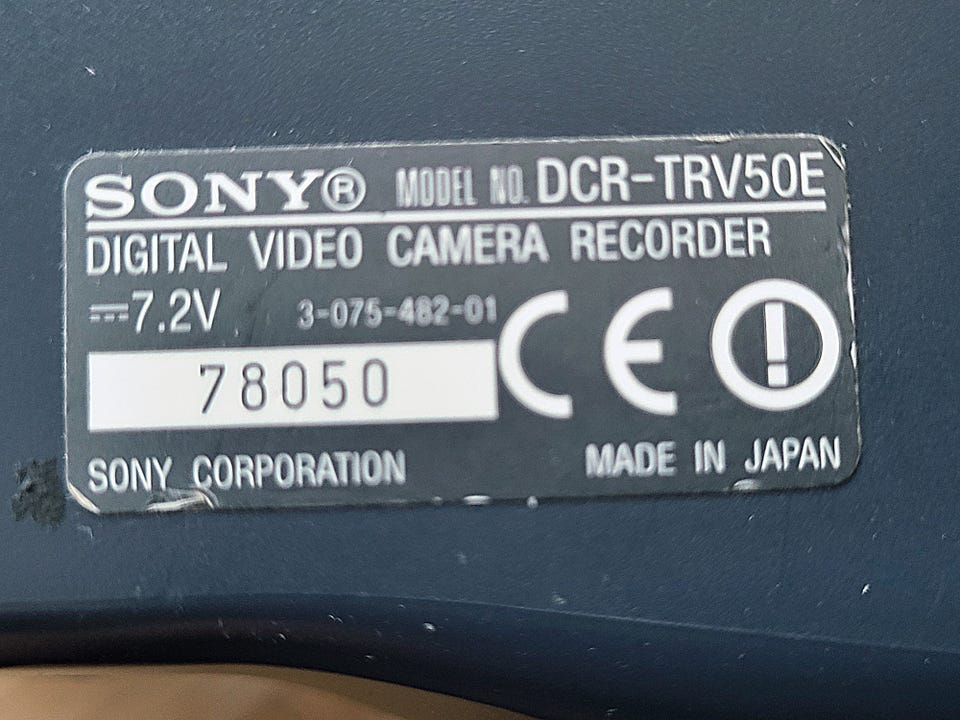 SONY® MODEL NO. DCR-TRV50E
DIGITAL VIDEO CAMERA RECORDER
⎓7.2V 3-075-482-01
78050
CE
SONY CORPORATION MADE IN JAPAN